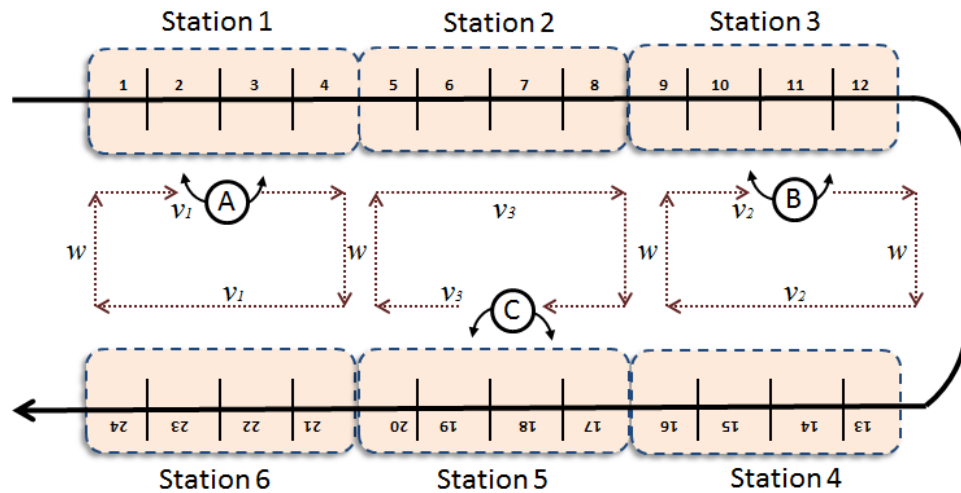 Station 1 Station 2 Station 3
1 2 3 4 5 6 7 8 9 10 11 12
A B
v1 v3 v2
w w w w
v1 v3 v2
C
24 23 22 21 20 19 18 17 16 15 14 13
Station 6 Station 5 Station 4